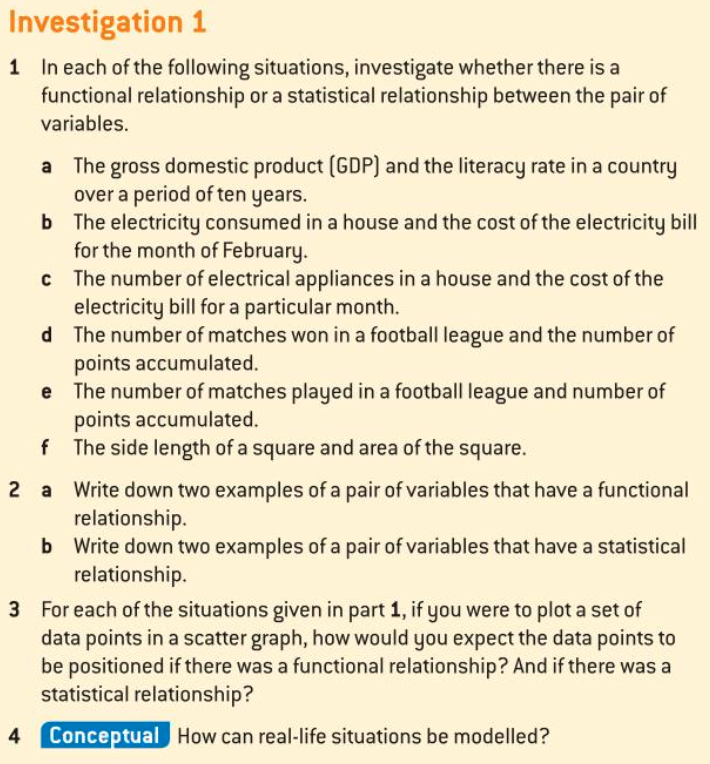 Investigation 1
1 In each of the following situations, investigate whether there is a
functional relationship or a statistical relationship between the pair of
variables.
a The gross domestic product (GDP) and the literacy rate in a country
over a period of ten years.
b The electricity consumed in a house and the cost of the electricity bill
for the month of February.
c The number of electrical appliances in a house and the cost of the
electricity bill for a particular month.
d The number of matches won in a football league and the number of
points accumulated.
e The number of matches played in a football league and number of
points accumulated.
f The side length of a square and area of the square.
2 a Write down two examples of a pair of variables that have a functional
relationship.
b Write down two examples of a pair of variables that have a statistical
relationship.
3 For each of the situations given in part 1, if you were to plot a set of
data points in a scatter graph, how would you expect the data points to
be positioned if there was a functional relationship? And if there was a
statistical relationship?
4 Conceptual How can real-life situations be modelled?